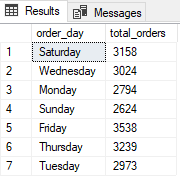 Results Messages
order_day total_orders
1 Saturday 3158
2 Wednesday 3024
3 Monday 2794
4 Sunday 2624
5 Friday 3538
6 Thursday 3239
7 Tuesday 2973